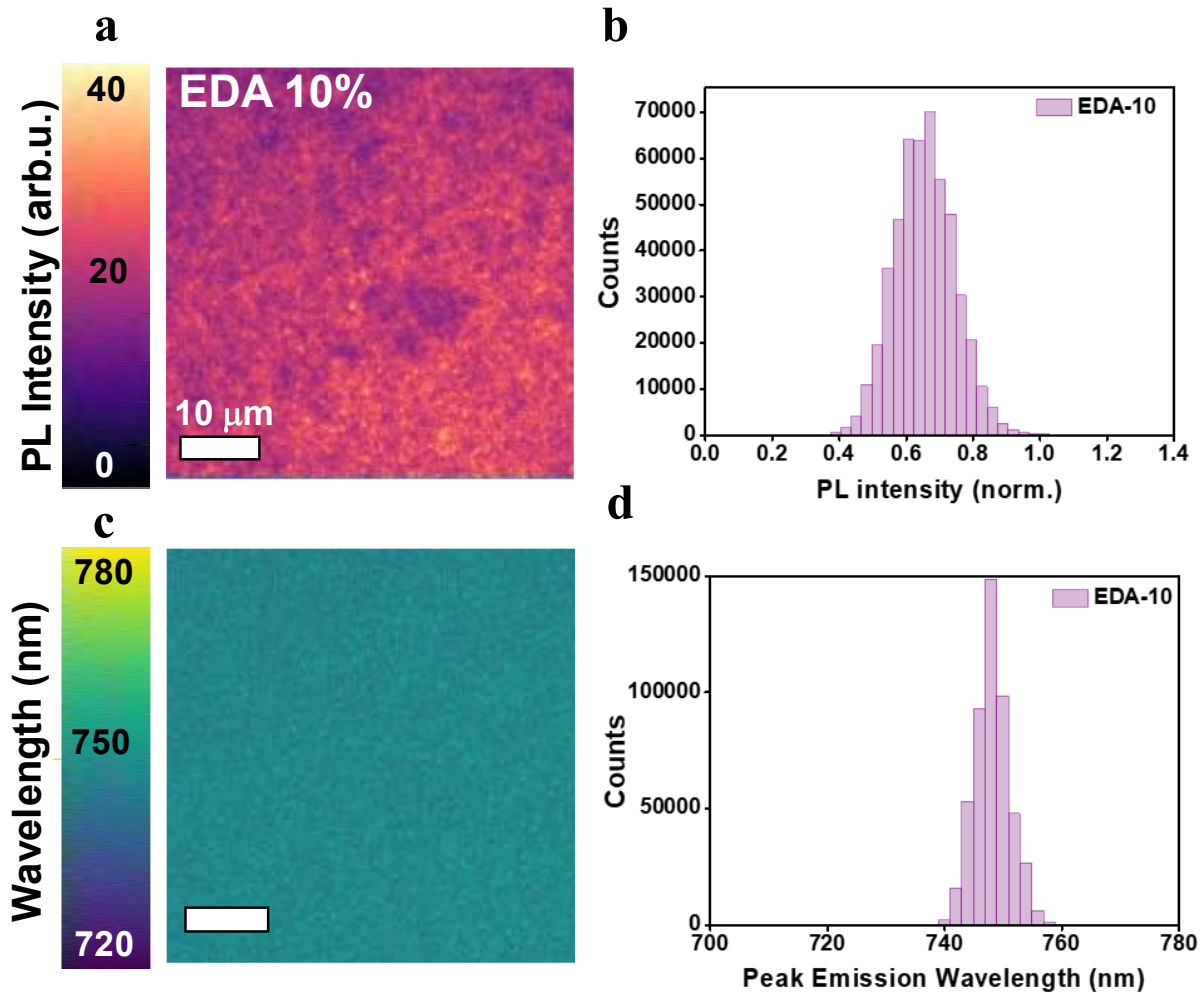 a
PL Intensity (arb.u.)
40
20
0
EDA 10%
10 μm
b
Counts
70000
60000
50000
40000
30000
20000
10000
0
EDA-10
0.0 0.2 0.4 0.6 0.8 1.0 1.2 1.4
PL intensity (norm.)
c
Wavelength (nm)
780
750
720
d
Counts
150000
100000
50000
0
EDA-10
700 720 740 760 780
Peak Emission Wavelength (nm)